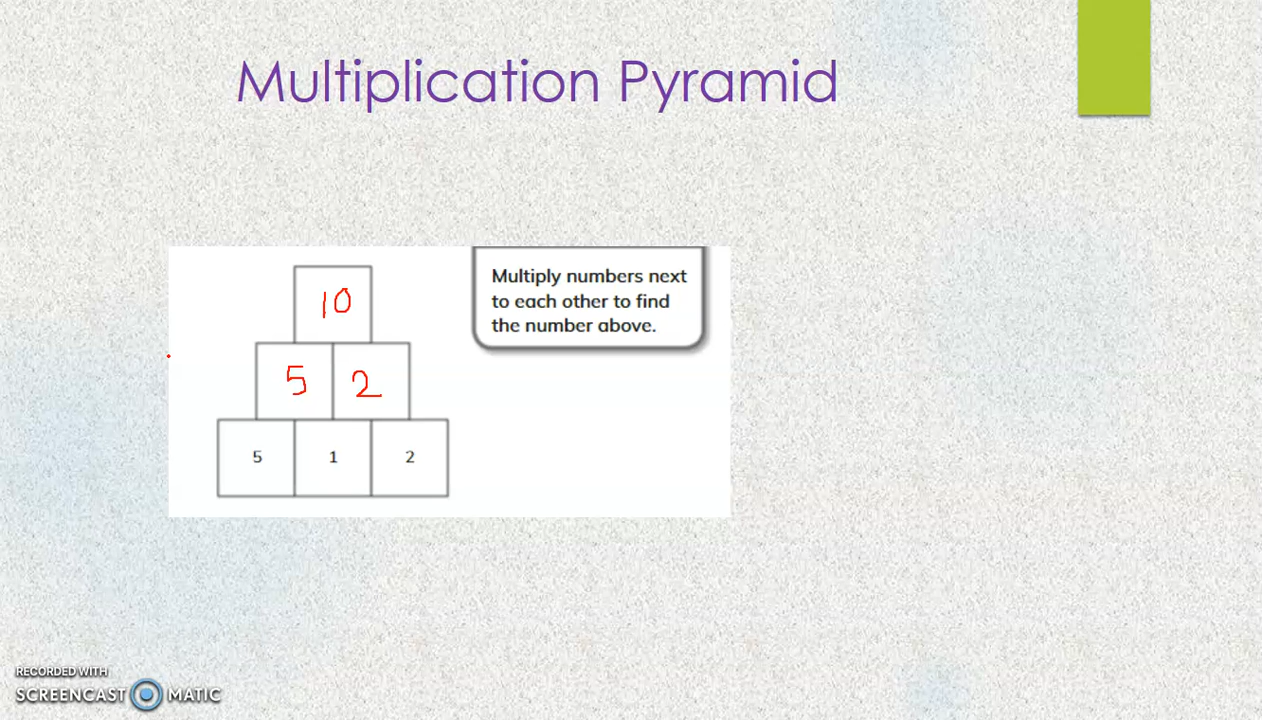 Multiplication Pyramid
Multiply numbers next
to each other to find
the number above.
10
5 2
5 1 2
RECORDED WITH
SCREENCAST MATIC